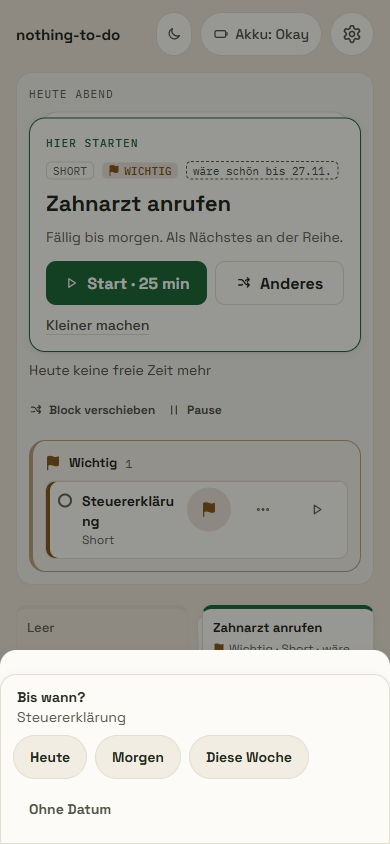 nothing-to-do
Akku: Okay
HEUTE ABEND
HIER STARTEN
SHORT
WICHTIG
wäre schön bis 27.11.
Zahnarzt anrufen
Fällig bis morgen. Als Nächstes an der Reihe.
Start · 25 min
Anderes
Kleiner machen
Heute keine freie Zeit mehr
Block verschieben
Pause
Wichtig 1
Steuererkläru
ng
Short
Leer
Zahnarzt anrufen
Wichtig · Short · wäre
Bis wann?
Steuererklärung
Heute
Morgen
Diese Woche
Ohne Datum